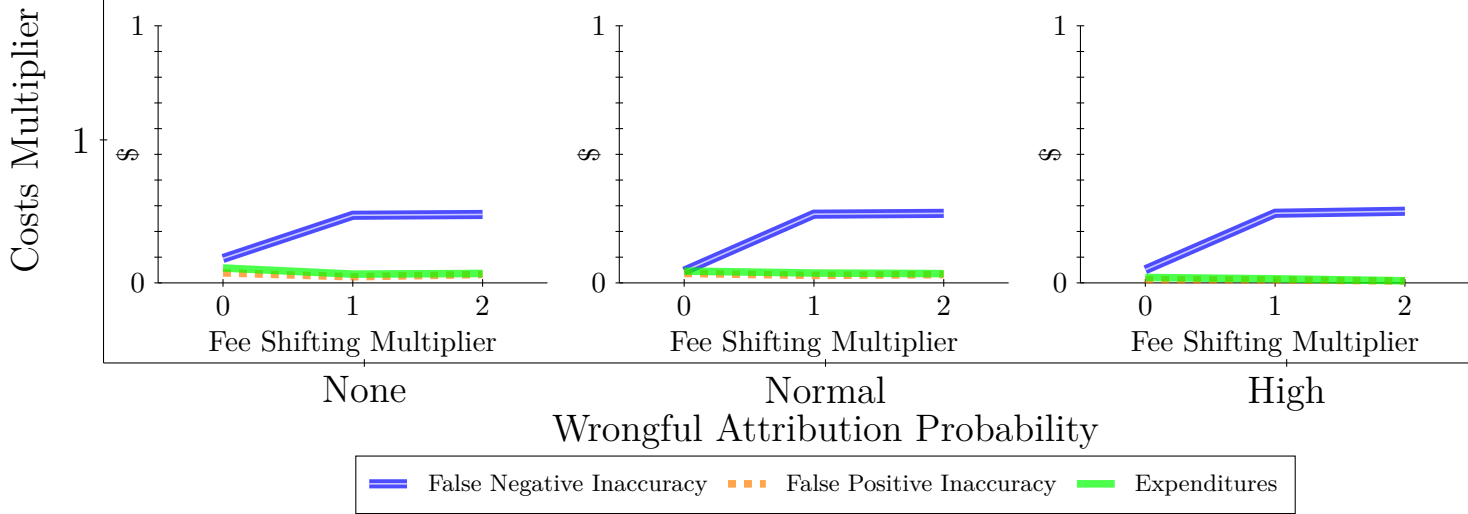 Costs Multiplier
1
1
$
0
0 1 2
Fee Shifting Multiplier
1
$
0
0 1 2
Fee Shifting Multiplier
1
$
0
0 1 2
Fee Shifting Multiplier
None Normal High
Wrongful Attribution Probability
False Negative Inaccuracy False Positive Inaccuracy Expenditures